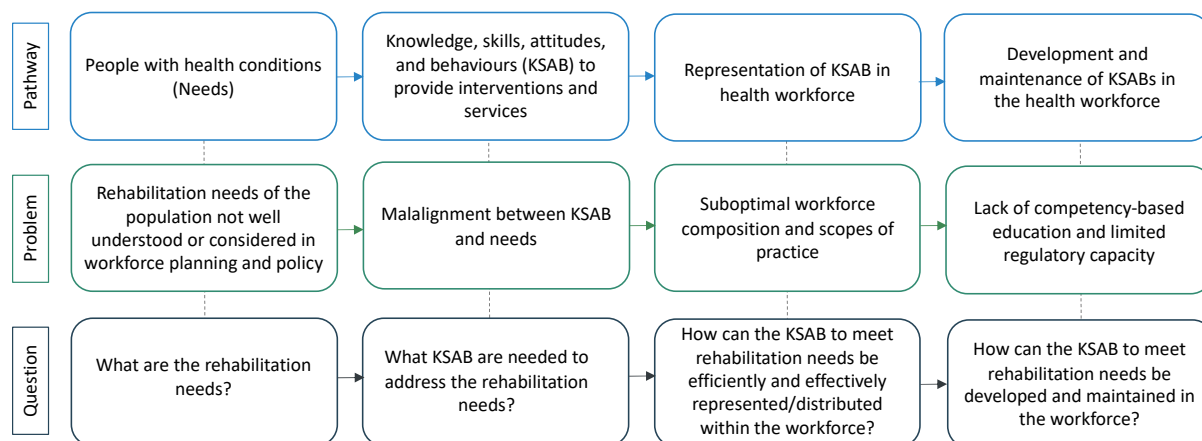 Pathway
People with health conditions
(Needs)
Knowledge, skills, attitudes,
and behaviours (KSAB) to
provide interventions and
services
Representation of KSAB in
health workforce
Development and
maintenance of KSABs in
the health workforce
Problem
Rehabilitation needs of the
population not well
understood or considered in
workforce planning and policy
Malalignment between KSAB
and needs
Suboptimal workforce
composition and scopes of
practice
Lack of competency-based
education and limited
regulatory capacity
Question
What are the rehabilitation
needs?
What KSAB are needed to
address the rehabilitation
needs?
How can the KSAB to meet
rehabilitation needs be
efficiently and effectively
represented/distributed
within the workforce?
How can the KSAB to meet
rehabilitation needs be
developed and maintained in
the workforce?